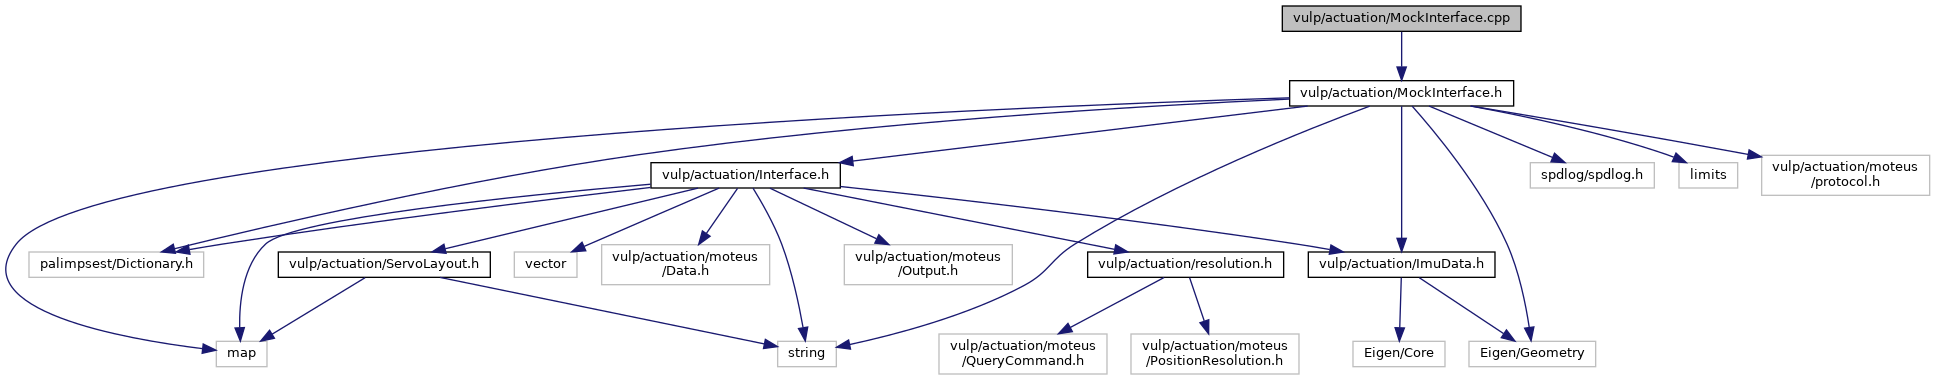 vulp/actuation/MockInterface.cpp
vulp/actuation/MockInterface.h
vulp/actuation/Interface.h
spdlog/spdlog.h
limits
vulp/actuation/moteus
/protocol.h
palimpsest/Dictionary.h
vulp/actuation/ServoLayout.h
vector
vulp/actuation/moteus
/Data.h
vulp/actuation/moteus
/Output.h
vulp/actuation/resolution.h
vulp/actuation/ImuData.h
map
string
vulp/actuation/moteus
/QueryCommand.h
vulp/actuation/moteus
/PositionResolution.h
Eigen/Core
Eigen/Geometry